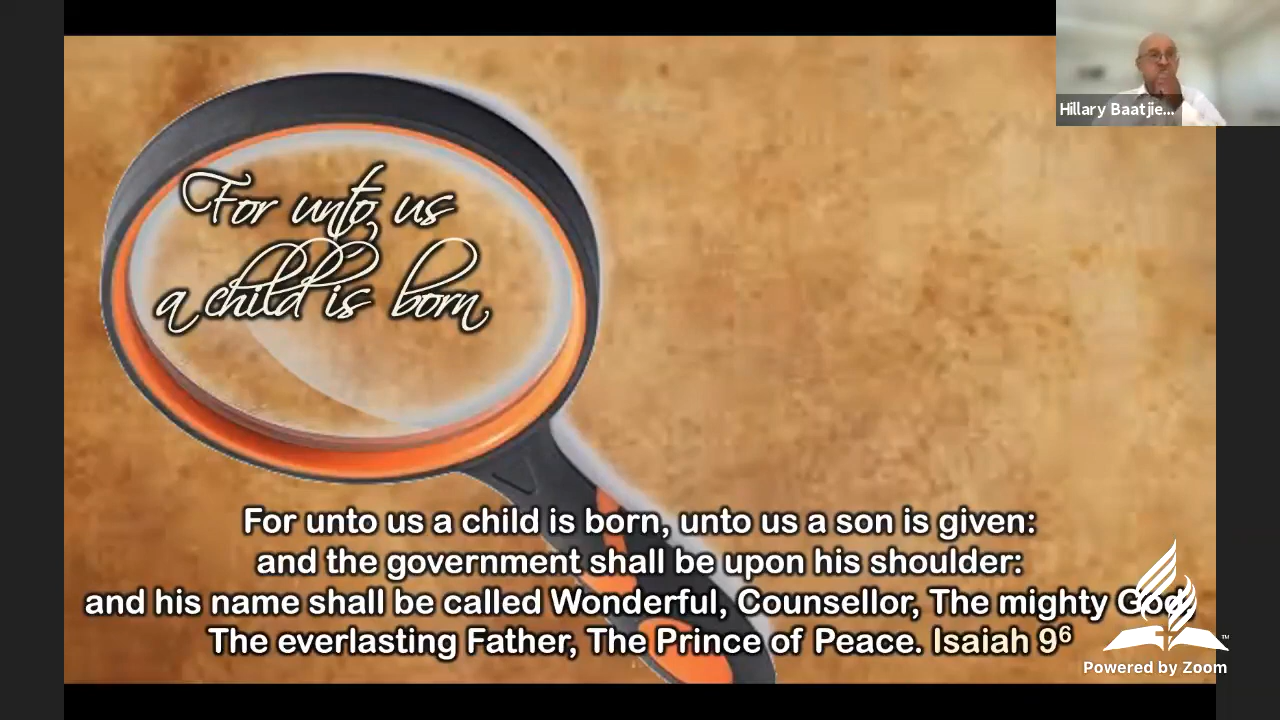 Hillary Baatjie...
For unto us
a child is born
For unto us a child is born, unto us a son is given:
and the government shall be upon his shoulder:
and his name shall be called Wonderful, Counsellor, The mighty God,
The everlasting Father, The Prince of Peace. Isaiah 9⁶
™
Powered by Zoom